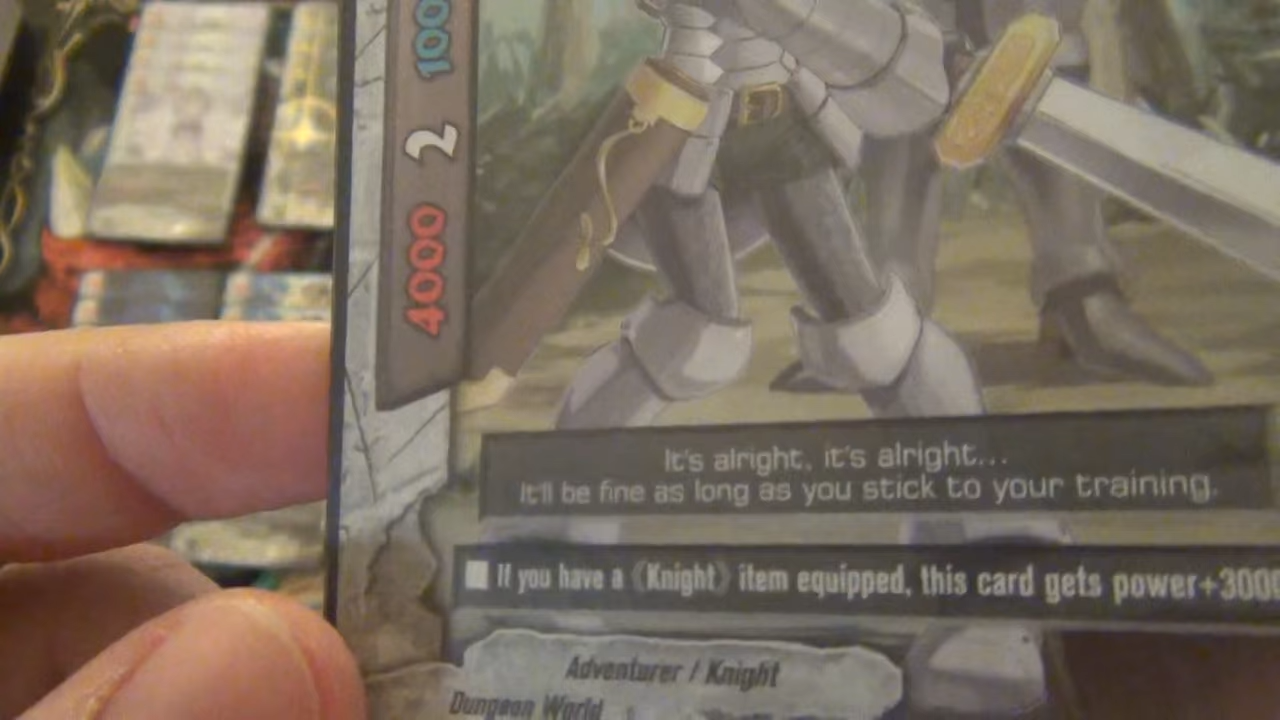 100
2
4000
It's alright, it's alright...
It'll be fine as long as you stick to your training.
If you have a《Knight》item equipped, this card gets power+3000
Adventurer / Knight
Dungeon World